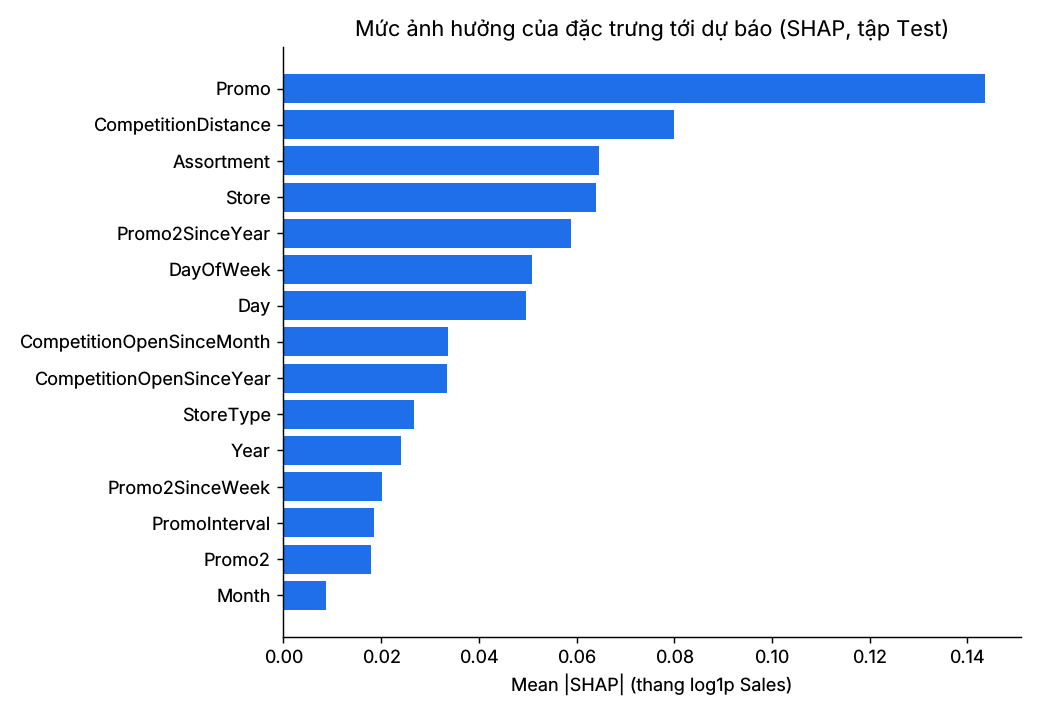 Mức ảnh hưởng của đặc trưng tới dự báo (SHAP, tập Test)
Promo
CompetitionDistance
Assortment
Store
Promo2SinceYear
DayOfWeek
Day
CompetitionOpenSinceMonth
CompetitionOpenSinceYear
StoreType
Year
Promo2SinceWeek
PromoInterval
Promo2
Month
0.00 0.02 0.04 0.06 0.08 0.10 0.12 0.14
Mean |SHAP| (thang log1p Sales)